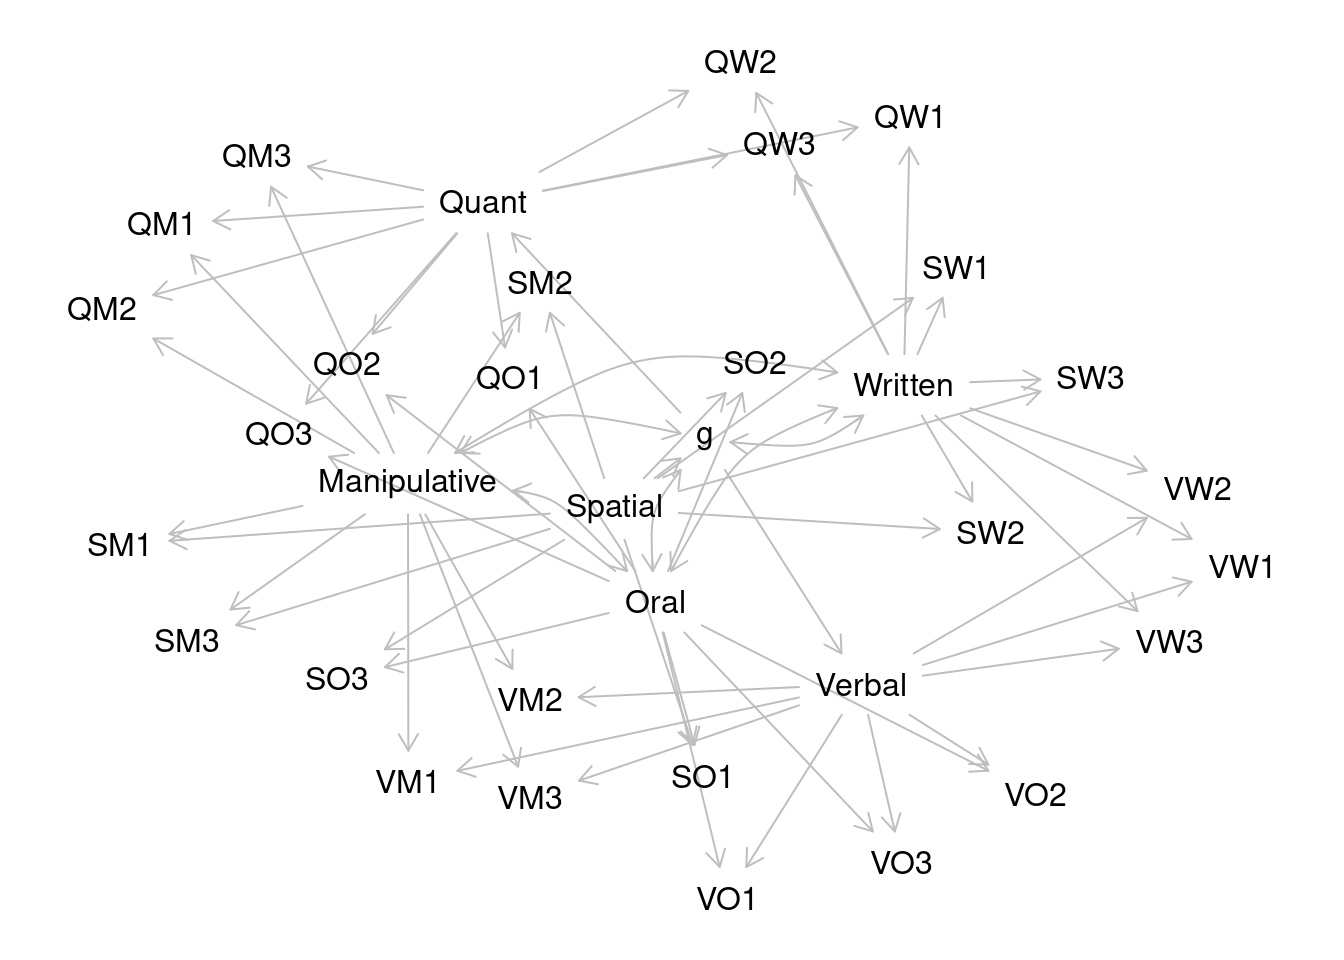 QW2
QW1
QW3
QM3
Quant
QM1
SW1
SM2
QM2
SO2
QO2
QO1
SW3
Written
QO3
g
Manipulative
VW2
Spatial
SW2
SM1
VW1
Oral
SM3
VW3
SO3
Verbal
VM2
SO1
VM1
VO2
VM3
VO3
VO1